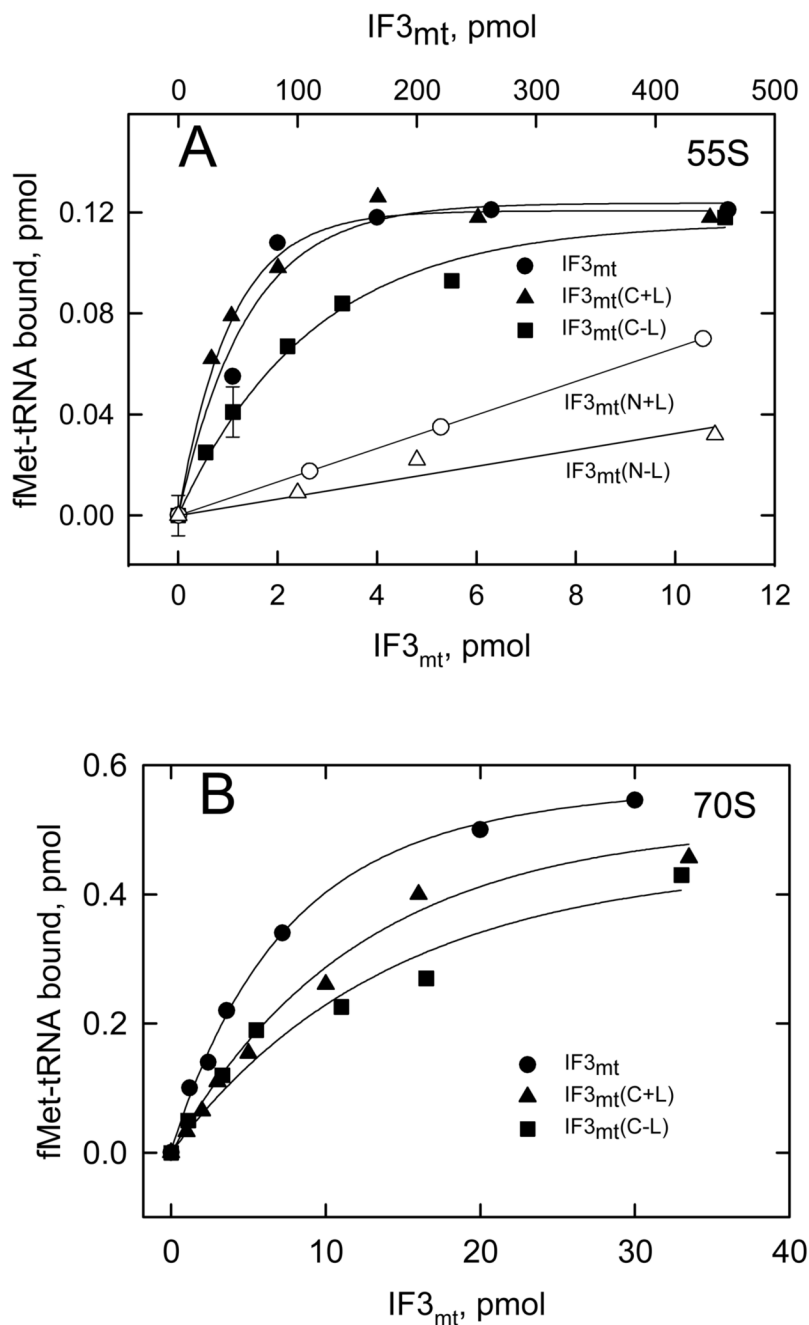 IF3mt, pmol
0 100 200 300 400 500
A 55S
fMet-tRNA bound, pmol
0.12
0.08
0.04
0.00
IF3mt
IF3mt(C+L)
IF3mt(C-L)
IF3mt(N+L)
IF3mt(N-L)
0 2 4 6 8 10 12
IF3mt, pmol
B 70S
fMet-tRNA bound, pmol
0.6
0.4
0.2
0.0
IF3mt
IF3mt(C+L)
IF3mt(C-L)
0 10 20 30 40
IF3mt, pmol